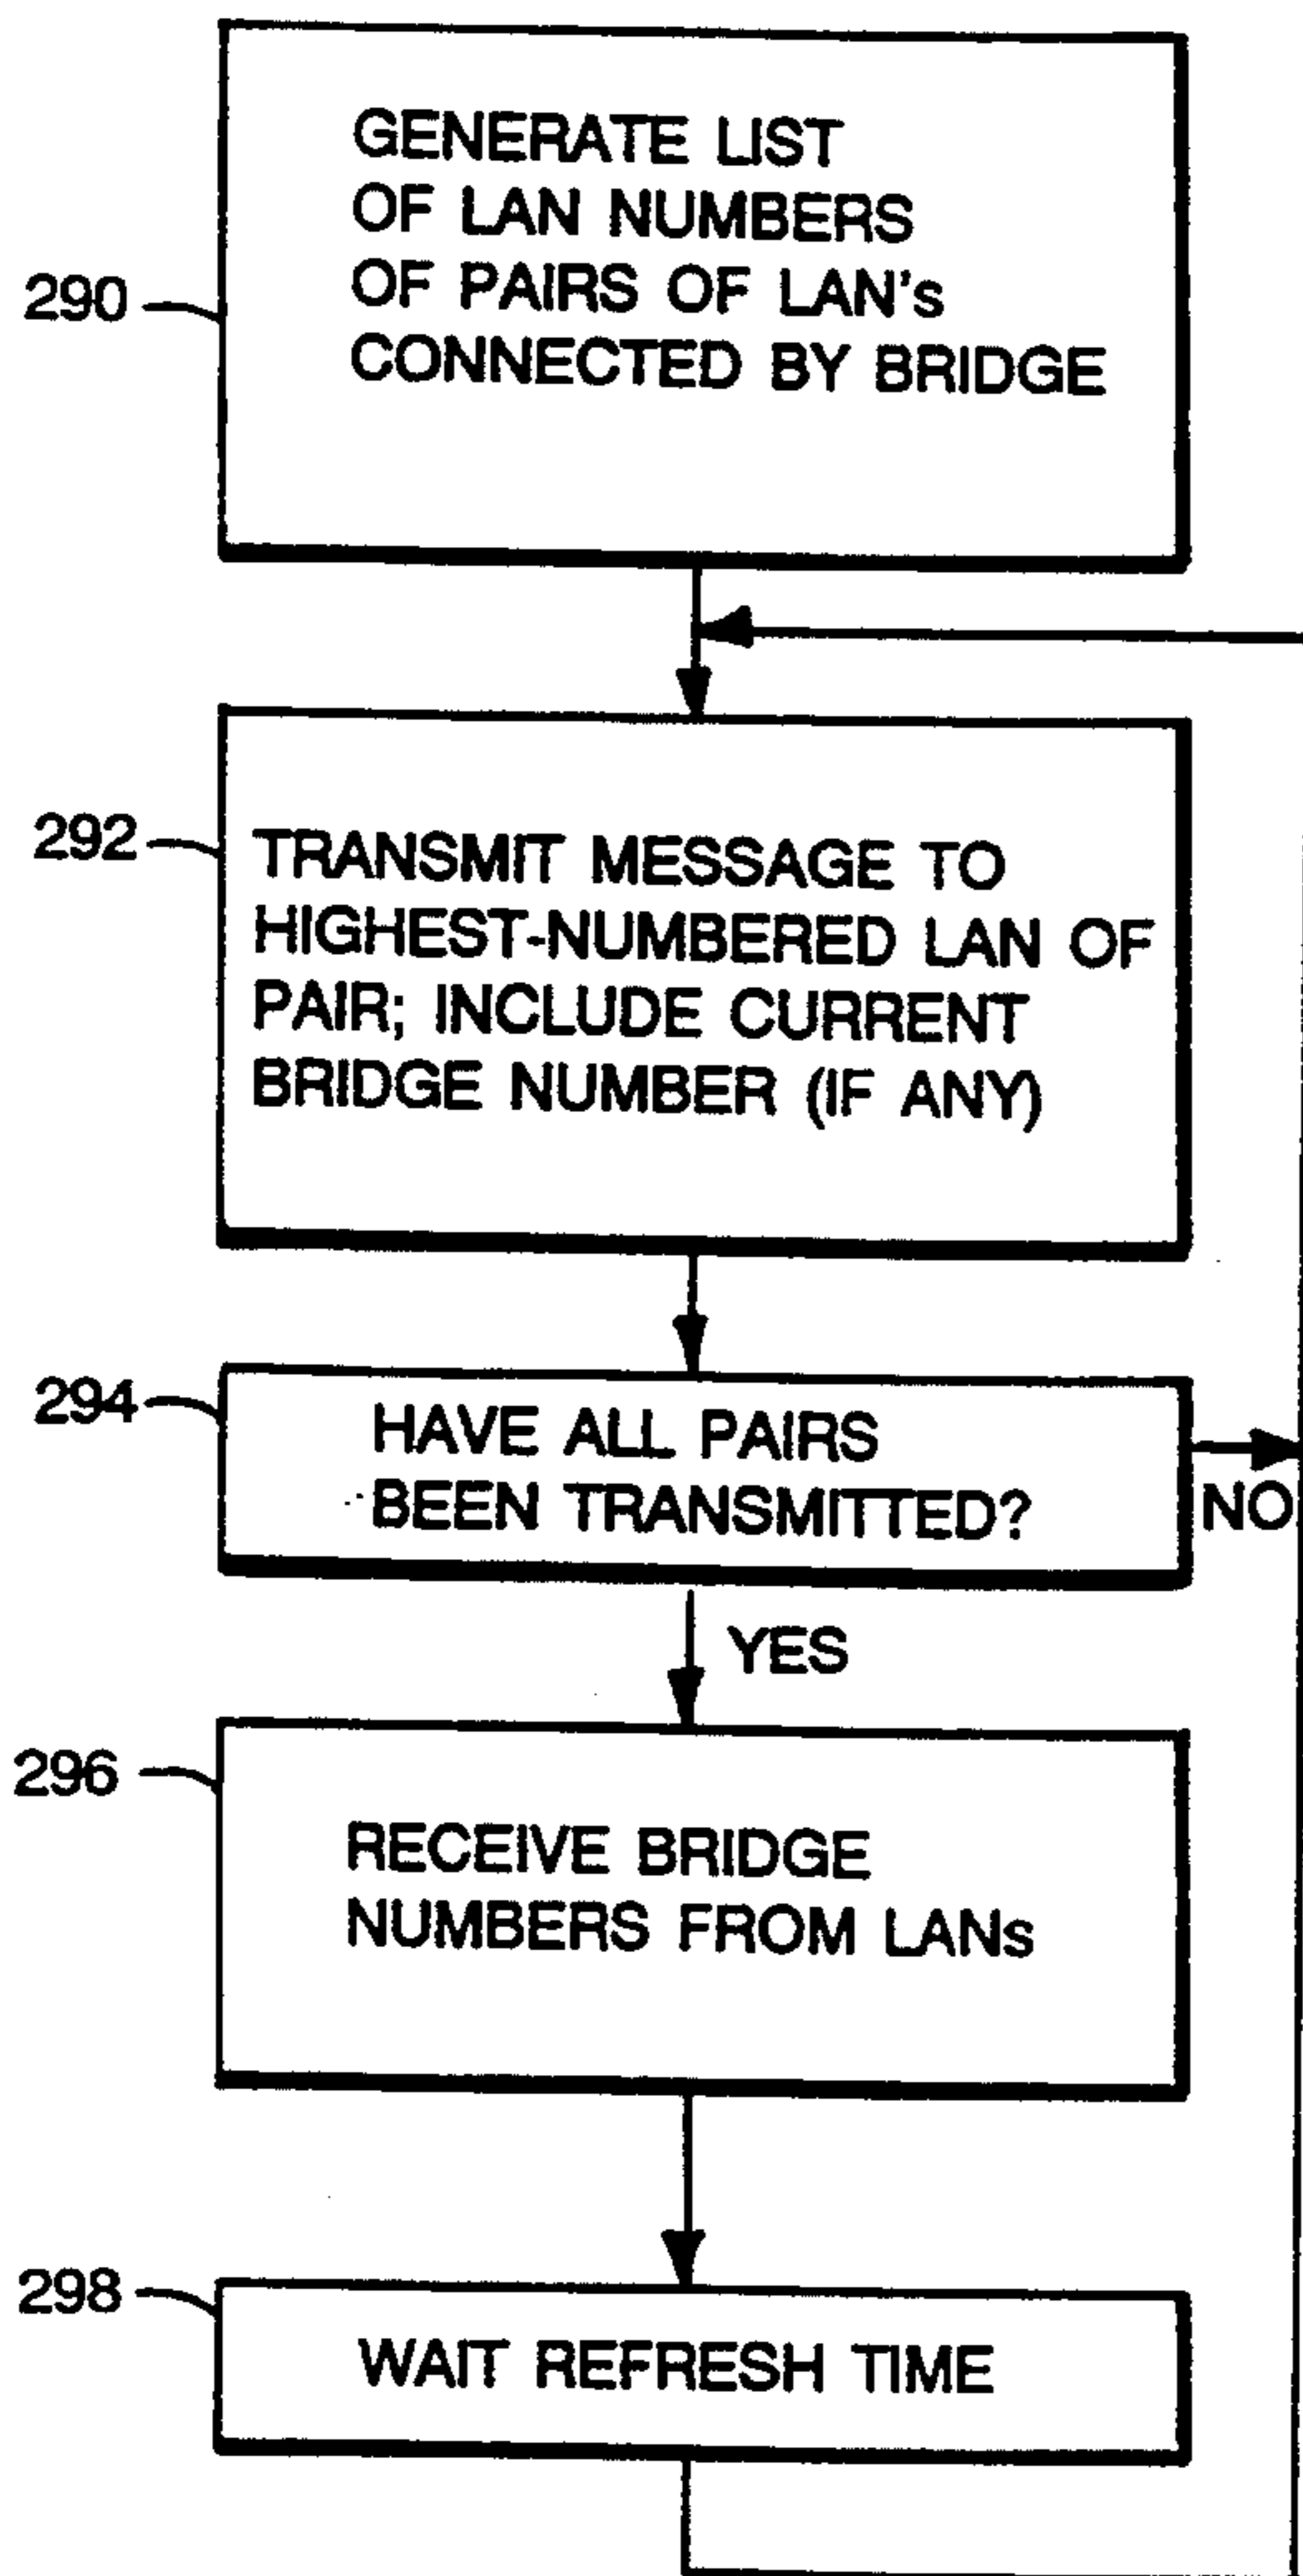 GENERATE LIST
OF LAN NUMBERS
OF PAIRS OF LAN's
CONNECTED BY BRIDGE
290
292
TRANSMIT MESSAGE TO
HIGHEST-NUMBERED LAN OF
PAIR; INCLUDE CURRENT
BRIDGE NUMBER (IF ANY)
294
HAVE ALL PAIRS
BEEN TRANSMITTED?
NO
YES
296
RECEIVE BRIDGE
NUMBERS FROM LANs
298
WAIT REFRESH TIME